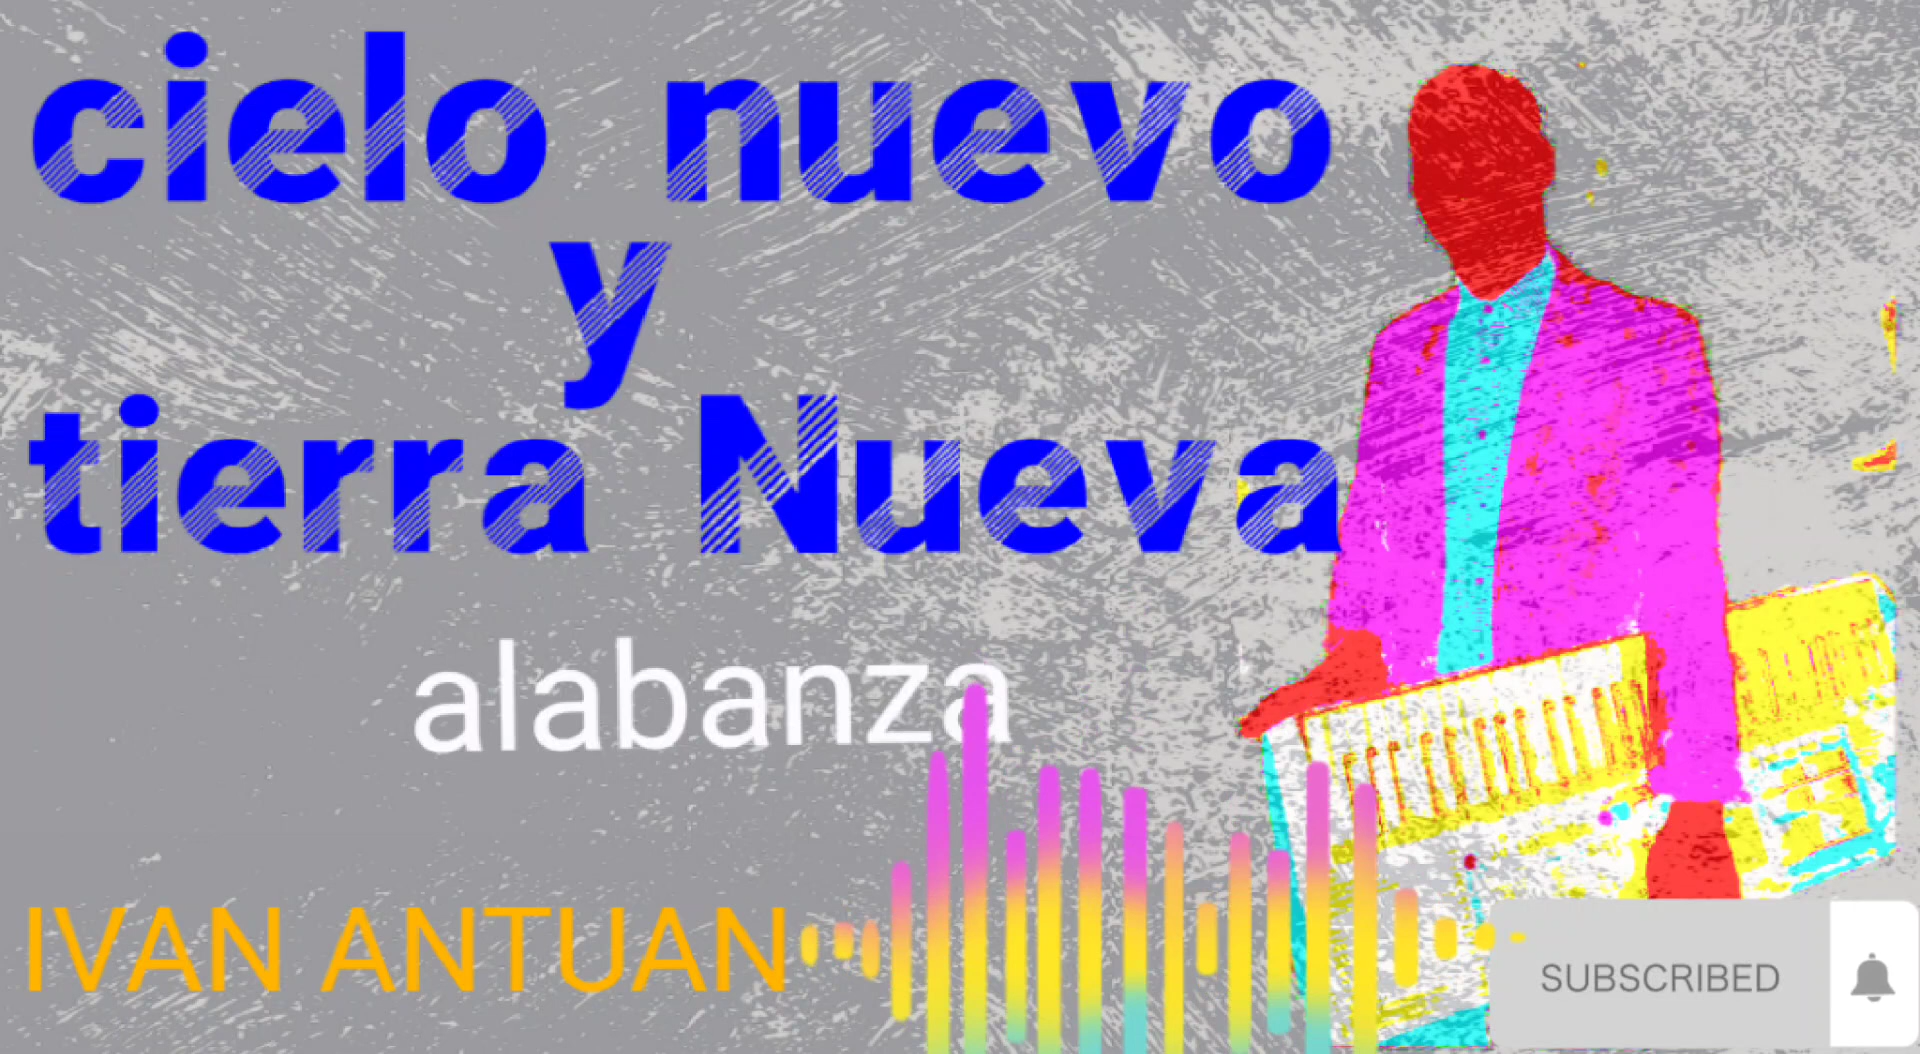 cielo nuevo
y
tierra Nueva
alabanza
IVAN ANTUAN
SUBSCRIBED